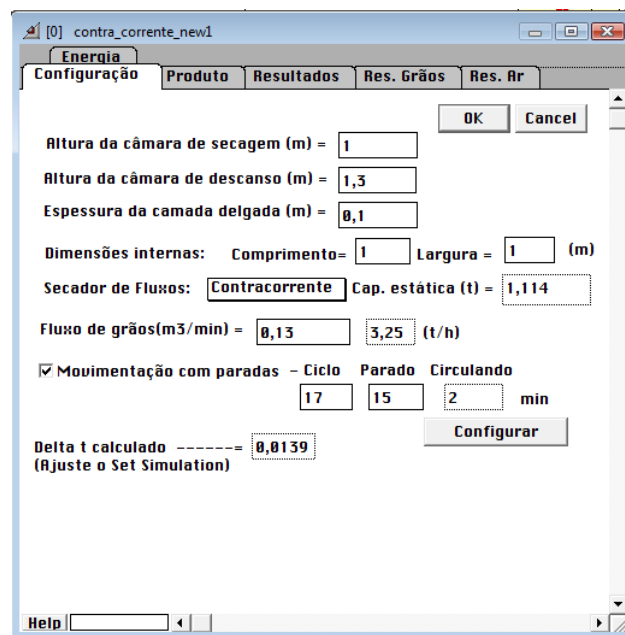 [0] contra_corrente_new1
Energia
Configuração Produto Resultados Res. Grãos Res. Ar
OK Cancel
Altura da câmara de secagem (m) = 1
Altura da câmara de descanso (m) = 1,3
Espessura da camada delgada (m) = 0,1
Dimensões internas: Comprimento= 1 Largura = 1 (m)
Secador de Fluxos: Contracorrente Cap. estática (t) = 1,114
Fluxo de grãos(m3/min) = 0,13 3,25 (t/h)
Movimentação com paradas - Ciclo Parado Circulando
17 15 2 min
Configurar
Delta t calculado ------= 0,0139
(Ajuste o Set Simulation)
Help